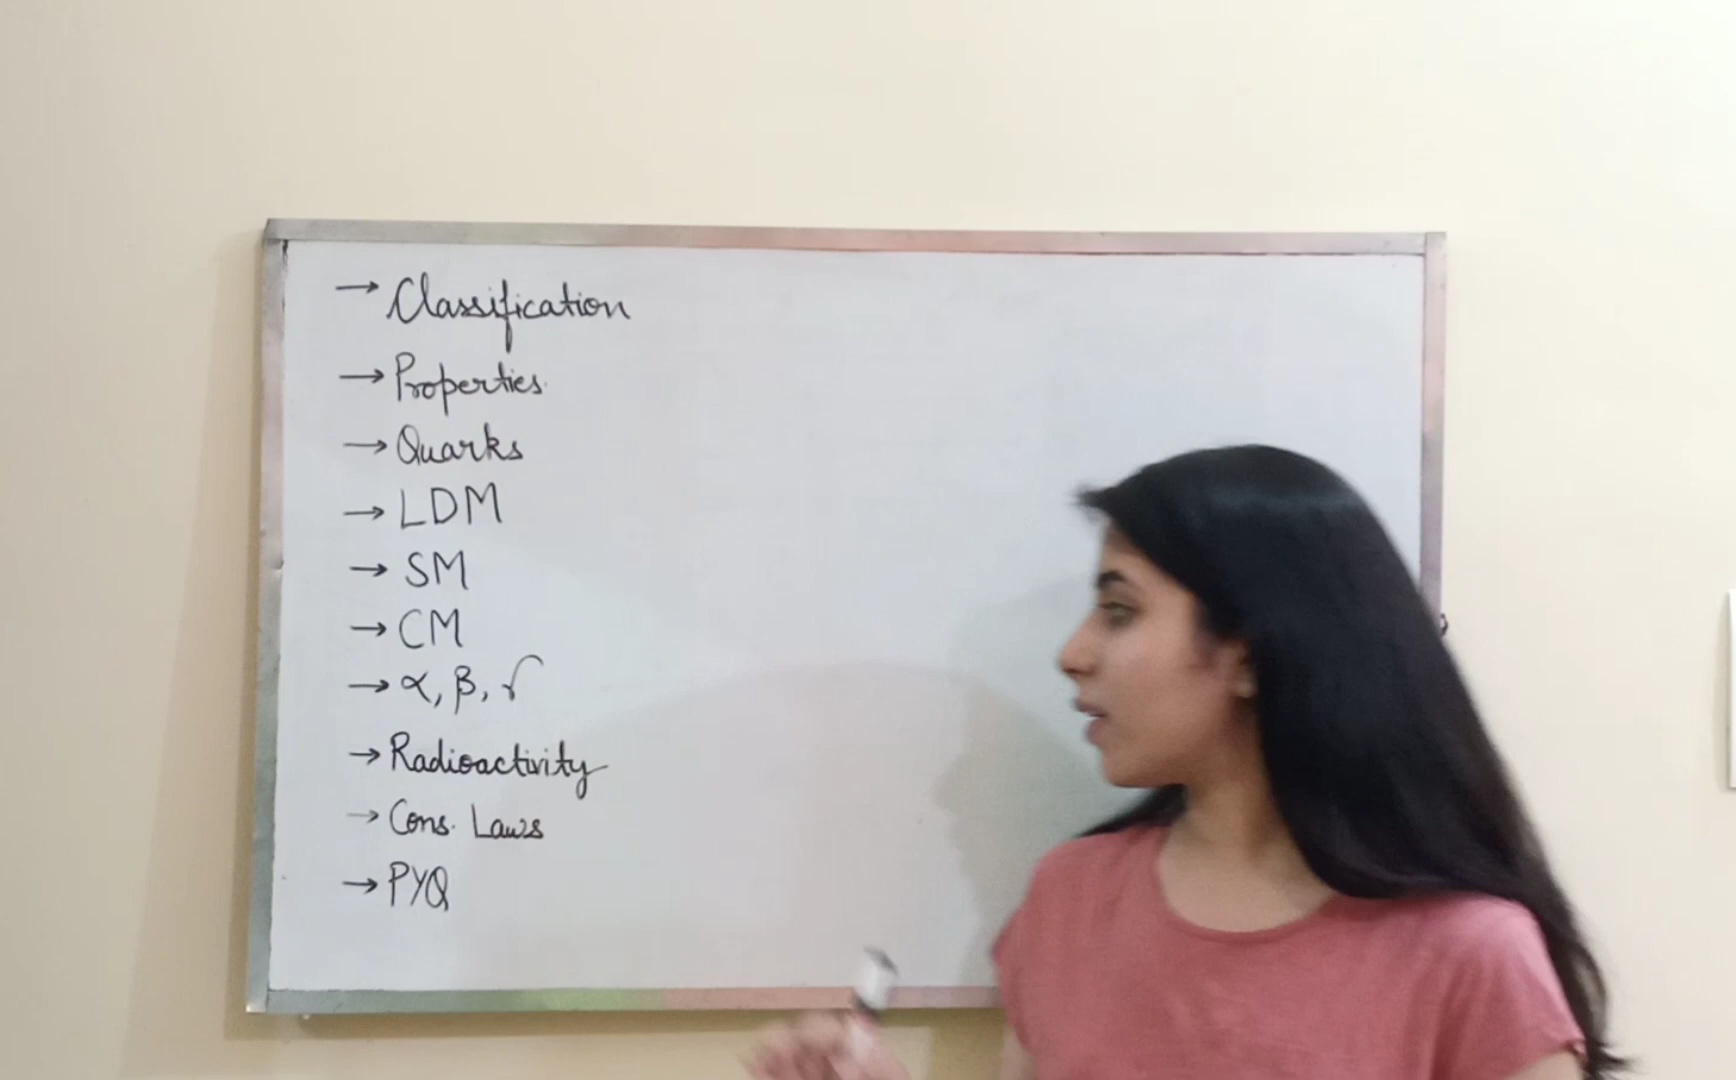 → Classification
→ Properties
→ Quarks
→ LDM
→ SM
→ CM
→ α, β, γ
→ Radioactivity
→ Cons. Laws
→ PYQ